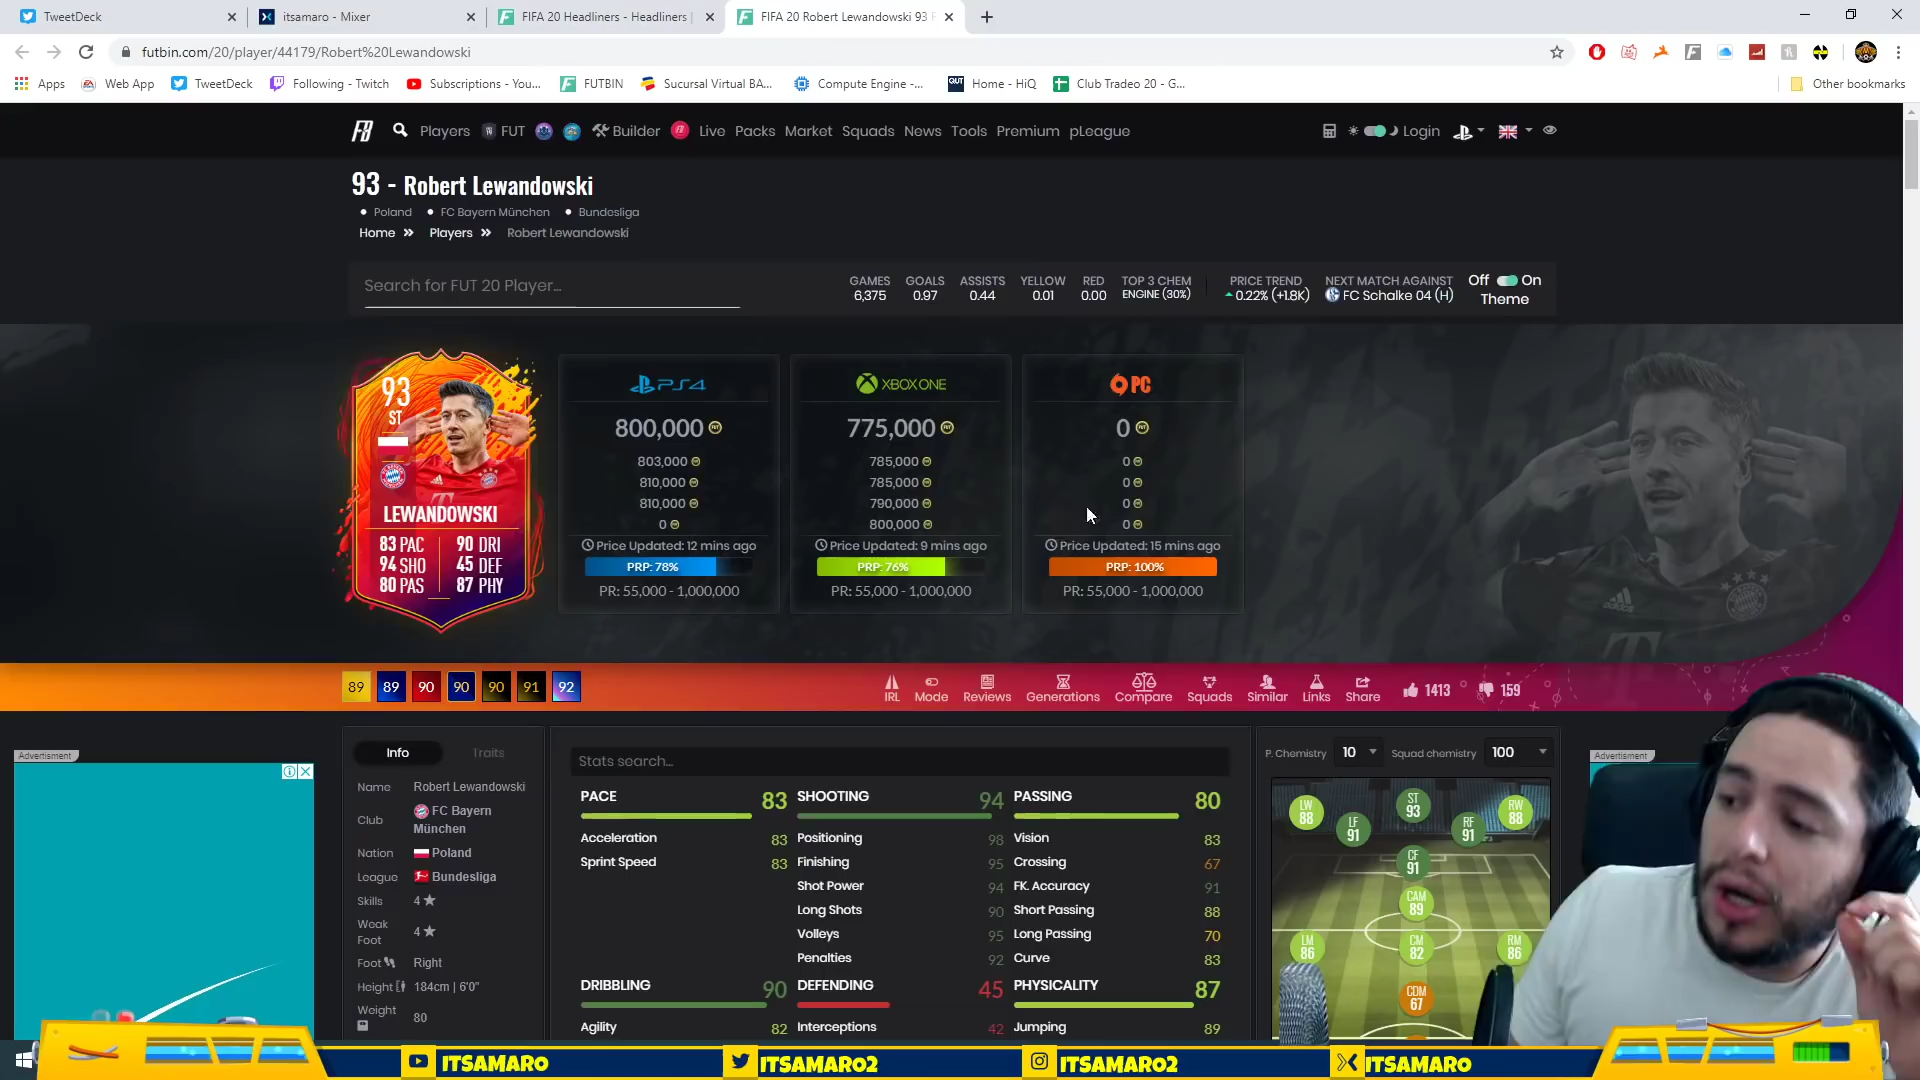 TweetDeck
itsamaro - Mixer
FIFA 20 Headliners - Headliners |
FIFA 20 Robert Lewandowski 93 F
futbin.com/20/player/44179/Robert%20Lewandowski
Apps
Web App
TweetDeck
Following - Twitch
Subscriptions - You...
FUTBIN
Sucursal Virtual BA...
Compute Engine -...
Home - HiQ
Club Tradeo 20 - G...
Other bookmarks
Players
FUT
Builder
Live
Packs
Market
Squads
News
Tools
Premium
pLeague
Login
93 - Robert Lewandowski
Poland
FC Bayern München
Bundesliga
Home
Players
Robert Lewandowski
Search for FUT 20 Player...
GAMES
6,375
GOALS
0.97
ASSISTS
0.44
YELLOW
0.01
RED
0.00
TOP 3 CHEM
ENGINE (30%)
PRICE TREND
0.22% (+1.8K)
NEXT MATCH AGAINST
FC Schalke 04 (H)
Off On
Theme
93
ST
LEWANDOWSKI
83 PAC 90 DRI
94 SHO 45 DEF
80 PAS 87 PHY
PS4
800,000
803,000
810,000
810,000
0
Price Updated: 12 mins ago
PRP: 78%
PR: 55,000 - 1,000,000
XBOX ONE
775,000
785,000
785,000
790,000
800,000
Price Updated: 9 mins ago
PRP: 76%
PR: 55,000 - 1,000,000
PC
0
0
0
0
0
Price Updated: 15 mins ago
PRP: 100%
PR: 55,000 - 1,000,000
89 89 90 90 90 91 92
IRL
Mode
Reviews
Generations
Compare
Squads
Similar
Links
Share
1413
159
Advertisment
Info
Traits
Name Robert Lewandowski
Club FC Bayern
München
Nation Poland
League Bundesliga
Skills 4
Weak
Foot 4
Foot Right
Height 184cm | 6'0"
Weight 80
Stats search...
PACE 83
Acceleration 83
Sprint Speed 83
SHOOTING 94
Positioning 98
Finishing 95
Shot Power 94
Long Shots 90
Volleys 95
Penalties 92
PASSING 80
Vision 83
Crossing 67
FK. Accuracy 91
Short Passing 88
Long Passing 70
Curve 83
DRIBBLING 90
Agility 82
DEFENDING 45
Interceptions 42
PHYSICALITY 87
Jumping 89
P. Chemistry 10
Squad chemistry 100
LW
88
LF
91
ST
93
RF
91
RW
88
CF
91
CAM
89
LM
86
CM
82
RM
86
CDM
67
Advertisment
ITSAMARO
ITSAMARO2
ITSAMARO2
ITSAMARO